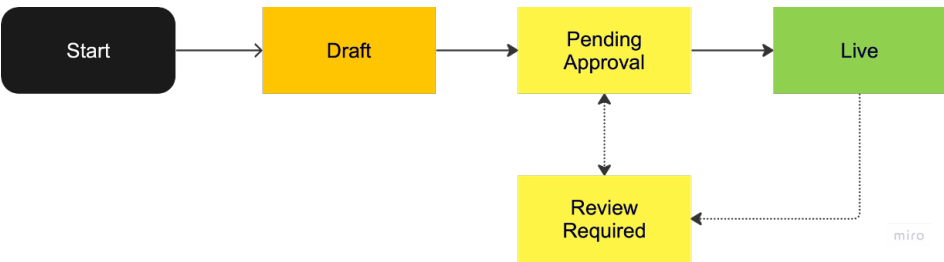 Start
Draft
Pending
Approval
Live
Review
Required
miro